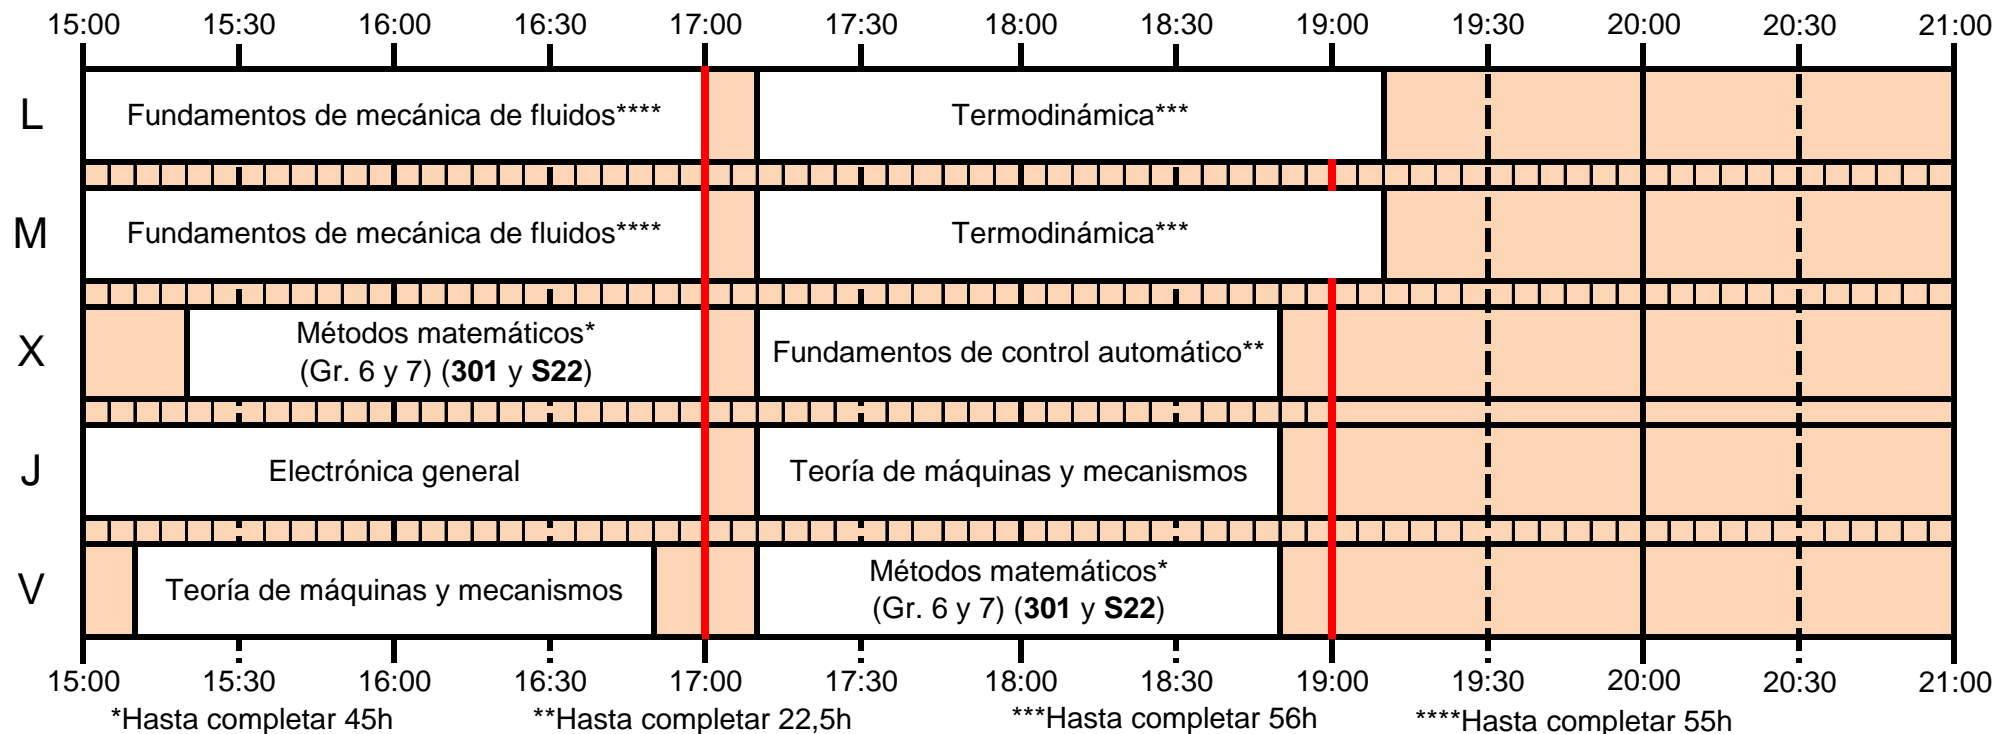 15:00 15:30 16:00 16:30 17:00 17:30 18:00 18:30 19:00 19:30 20:00 20:30 21:00
L
Fundamentos de mecánica de fluidos****
Termodinámica***
M
Fundamentos de mecánica de fluidos****
Termodinámica***
X
Métodos matemáticos*
(Gr. 6 y 7) (301 y S22)
Fundamentos de control automático**
J
Electrónica general
Teoría de máquinas y mecanismos
V
Teoría de máquinas y mecanismos
Métodos matemáticos*
(Gr. 6 y 7) (301 y S22)
15:00 15:30 16:00 16:30 17:00 17:30 18:00 18:30 19:00 19:30 20:00 20:30 21:00
*Hasta completar 45h **Hasta completar 22,5h ***Hasta completar 56h ****Hasta completar 55h